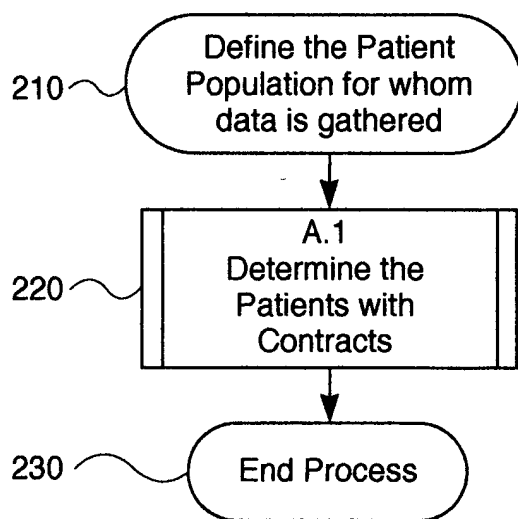 Define the Patient
210 Population for whom
data is gathered
A.1
Determine the
220 Patients with
Contracts
230 End Process